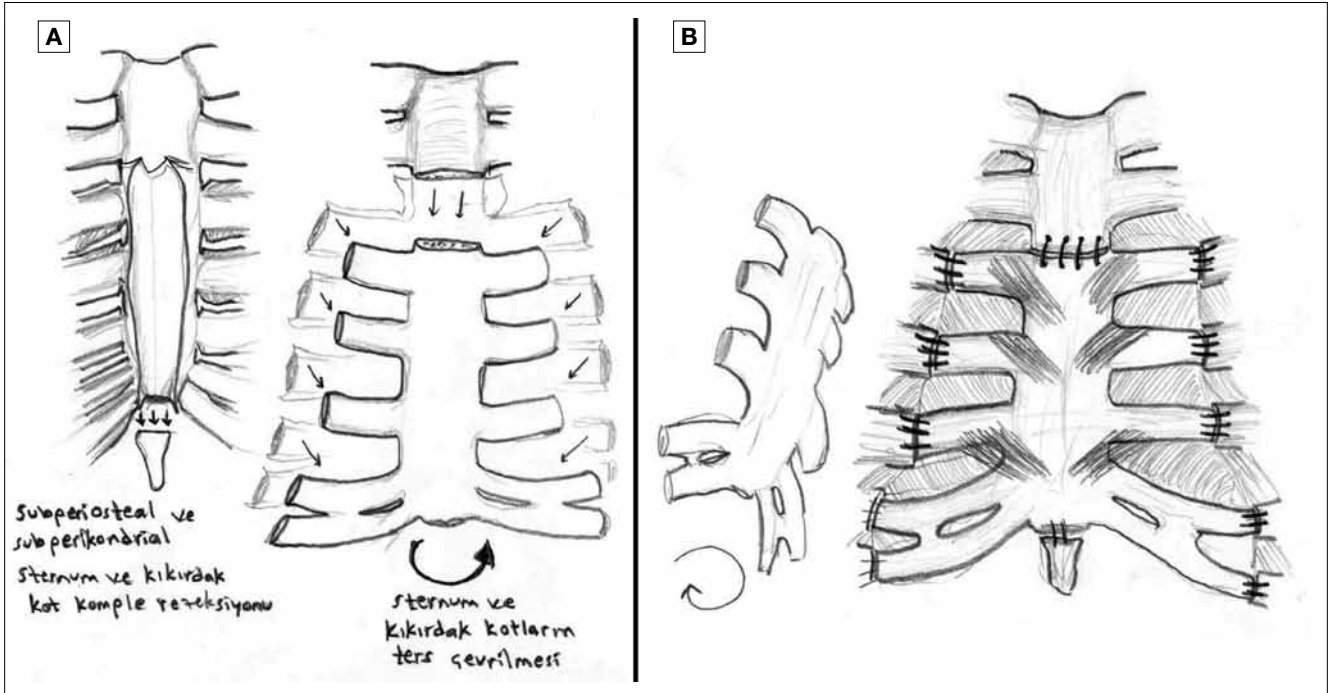 A
B
subperiosteal ve
subperikondrial
sternum ve kıkırdak
kot komple rezeksiyonu
sternum ve
kıkırdak kotların
ters çevrilmesi